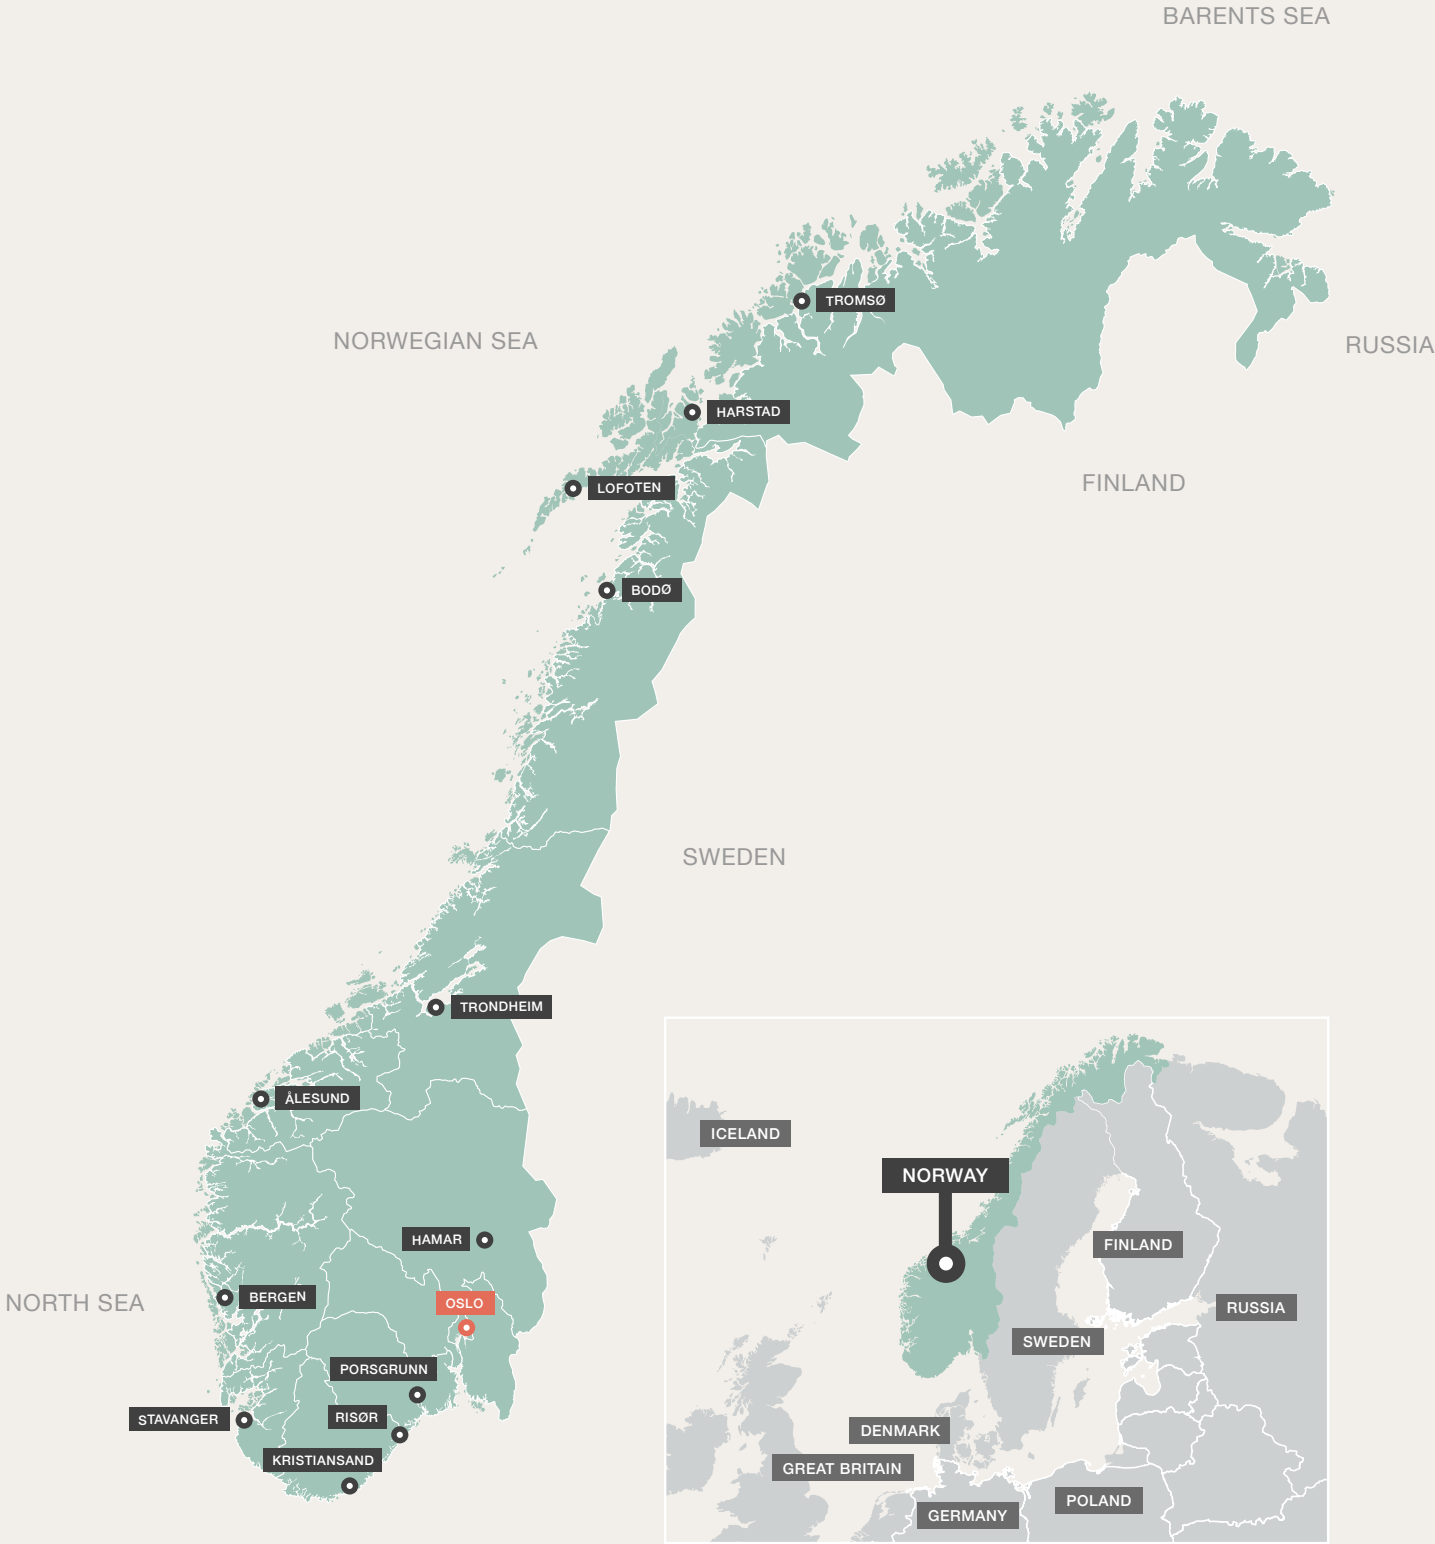 BARENTS SEA
TROMSØ
NORWEGIAN SEA
RUSSIA
HARSTAD
FINLAND
LOFOTEN
BODØ
SWEDEN
TRONDHEIM
ÅLESUND
HAMAR
BERGEN
NORTH SEA
OSLO
PORSGRUNN
RISØR
STAVANGER
KRISTIANSAND
ICELAND
NORWAY
FINLAND
RUSSIA
SWEDEN
DENMARK
GREAT BRITAIN
POLAND
GERMANY